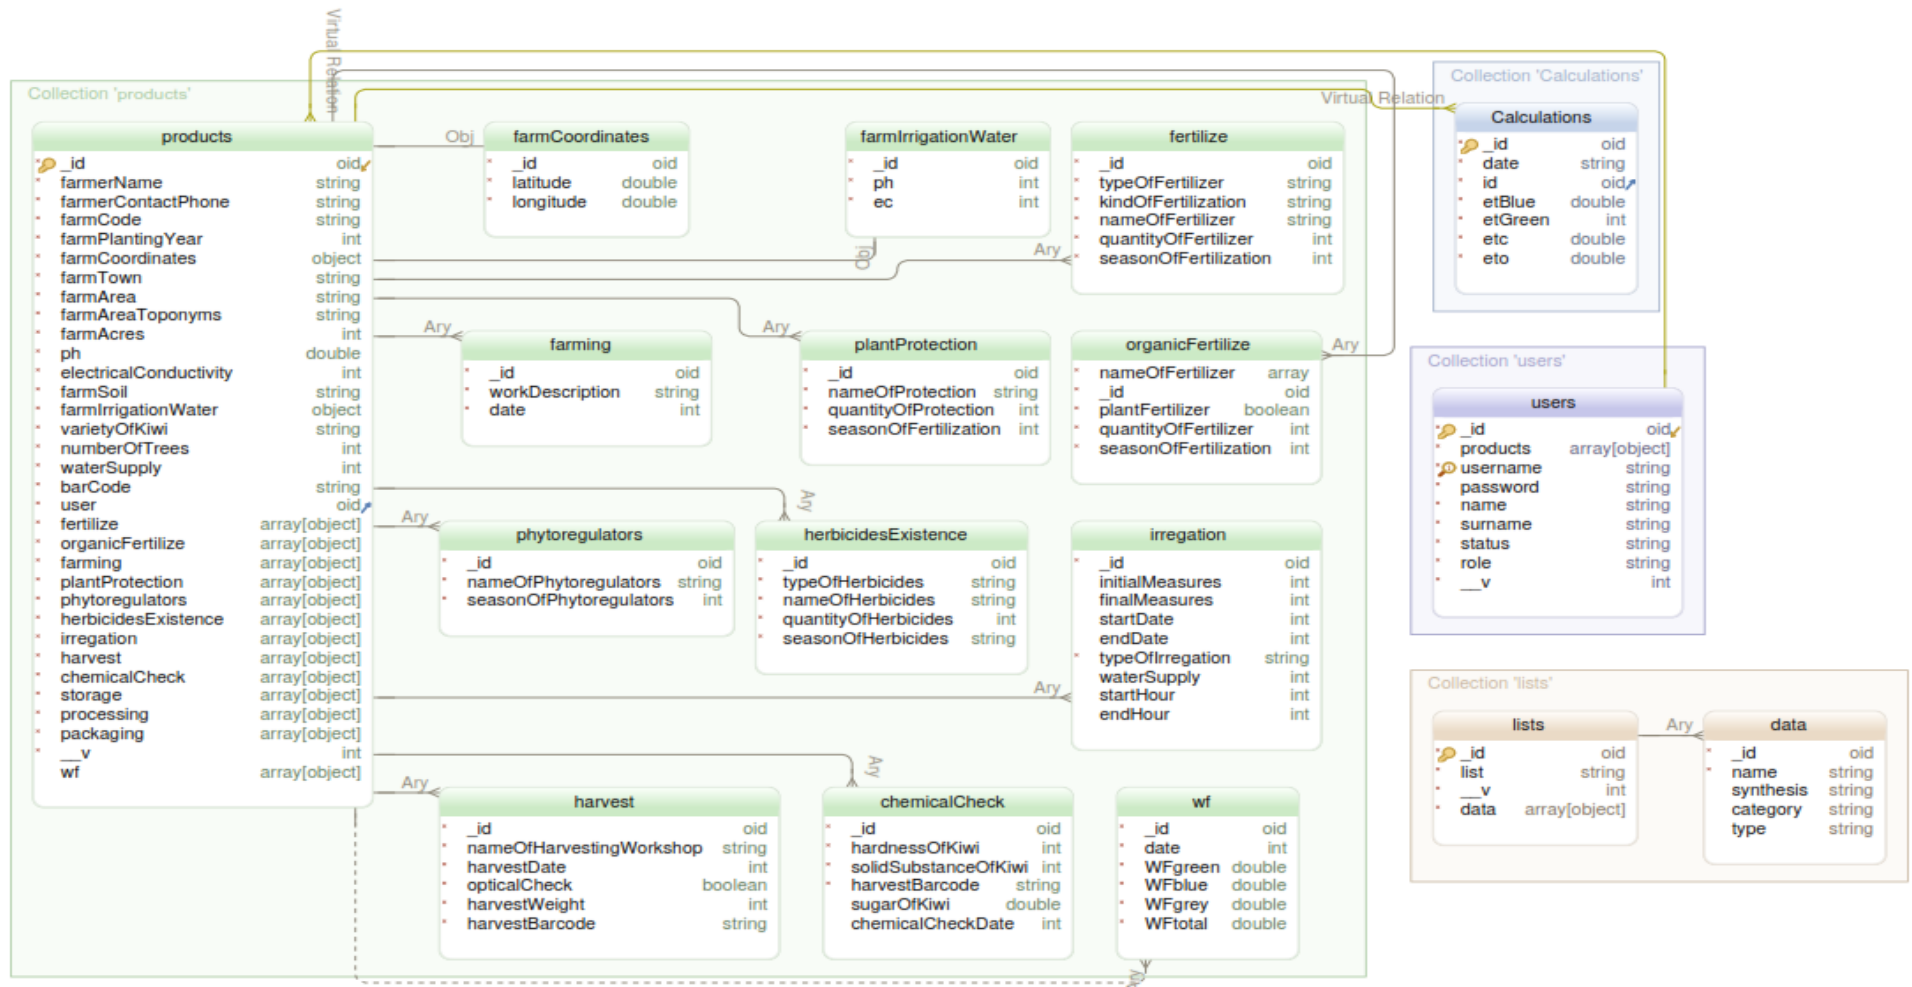 Virtual Relation
Collection 'products'
products
_id oid
farmerName string
farmerContactPhone string
farmCode string
farmPlantingYear int
farmCoordinates object
farmTown string
farmArea string
farmAreaToponyms string
farmAcres int
ph double
electricalConductivity int
farmSoil string
farmIrrigationWater object
varietyOfKiwi string
numberOfTrees int
waterSupply int
barCode string
user oid
fertilize array[object]
organicFertilize array[object]
farming array[object]
plantProtection array[object]
phytoregulators array[object]
herbicidesExistence array[object]
irregation array[object]
harvest array[object]
chemicalCheck array[object]
storage array[object]
processing array[object]
packaging array[object]
__v int
wf array[object]
Obj
farmCoordinates
_id oid
latitude double
longitude double
farmIrrigationWater
_id oid
ph int
ec int
Obj
fertilize
_id oid
typeOfFertilizer string
kindOfFertilization string
nameOfFertilizer string
quantityOfFertilizer int
seasonOfFertilization int
Ary
Ary
farming
_id oid
workDescription string
date int
Ary
plantProtection
_id oid
nameOfProtection string
quantityOfProtection int
seasonOfFertilization int
organicFertilize
Ary
nameOfFertilizer array
_id oid
plantFertilizer boolean
quantityOfFertilizer int
seasonOfFertilization int
Ary
phytoregulators
_id oid
nameOfPhytoregulators string
seasonOfPhytoregulators int
Ary
herbicidesExistence
_id oid
typeOfHerbicides string
nameOfHerbicides string
quantityOfHerbicides int
seasonOfHerbicides string
irregation
_id oid
initialMeasures int
finalMeasures int
startDate int
endDate int
typeOfIrregation string
waterSupply int
startHour int
endHour int
Ary
Ary
harvest
_id oid
nameOfHarvestingWorkshop string
harvestDate int
opticalCheck boolean
harvestWeight int
harvestBarcode string
Ary
chemicalCheck
_id oid
hardnessOfKiwi int
solidSubstanceOfKiwi int
harvestBarcode string
sugarOfKiwi double
chemicalCheckDate int
wf
_id oid
date int
WFgreen double
WFblue double
WFgrey double
WFtotal double
Virtual Relation
Collection 'Calculations'
Calculations
_id oid
date string
id oid
etBlue double
etGreen int
etc double
eto double
Collection 'users'
users
_id oid
products array[object]
username string
password string
name string
surname string
status string
role string
__v int
Collection 'lists'
lists
_id oid
list string
__v int
data array[object]
Ary
data
_id oid
name string
synthesis string
category string
type string